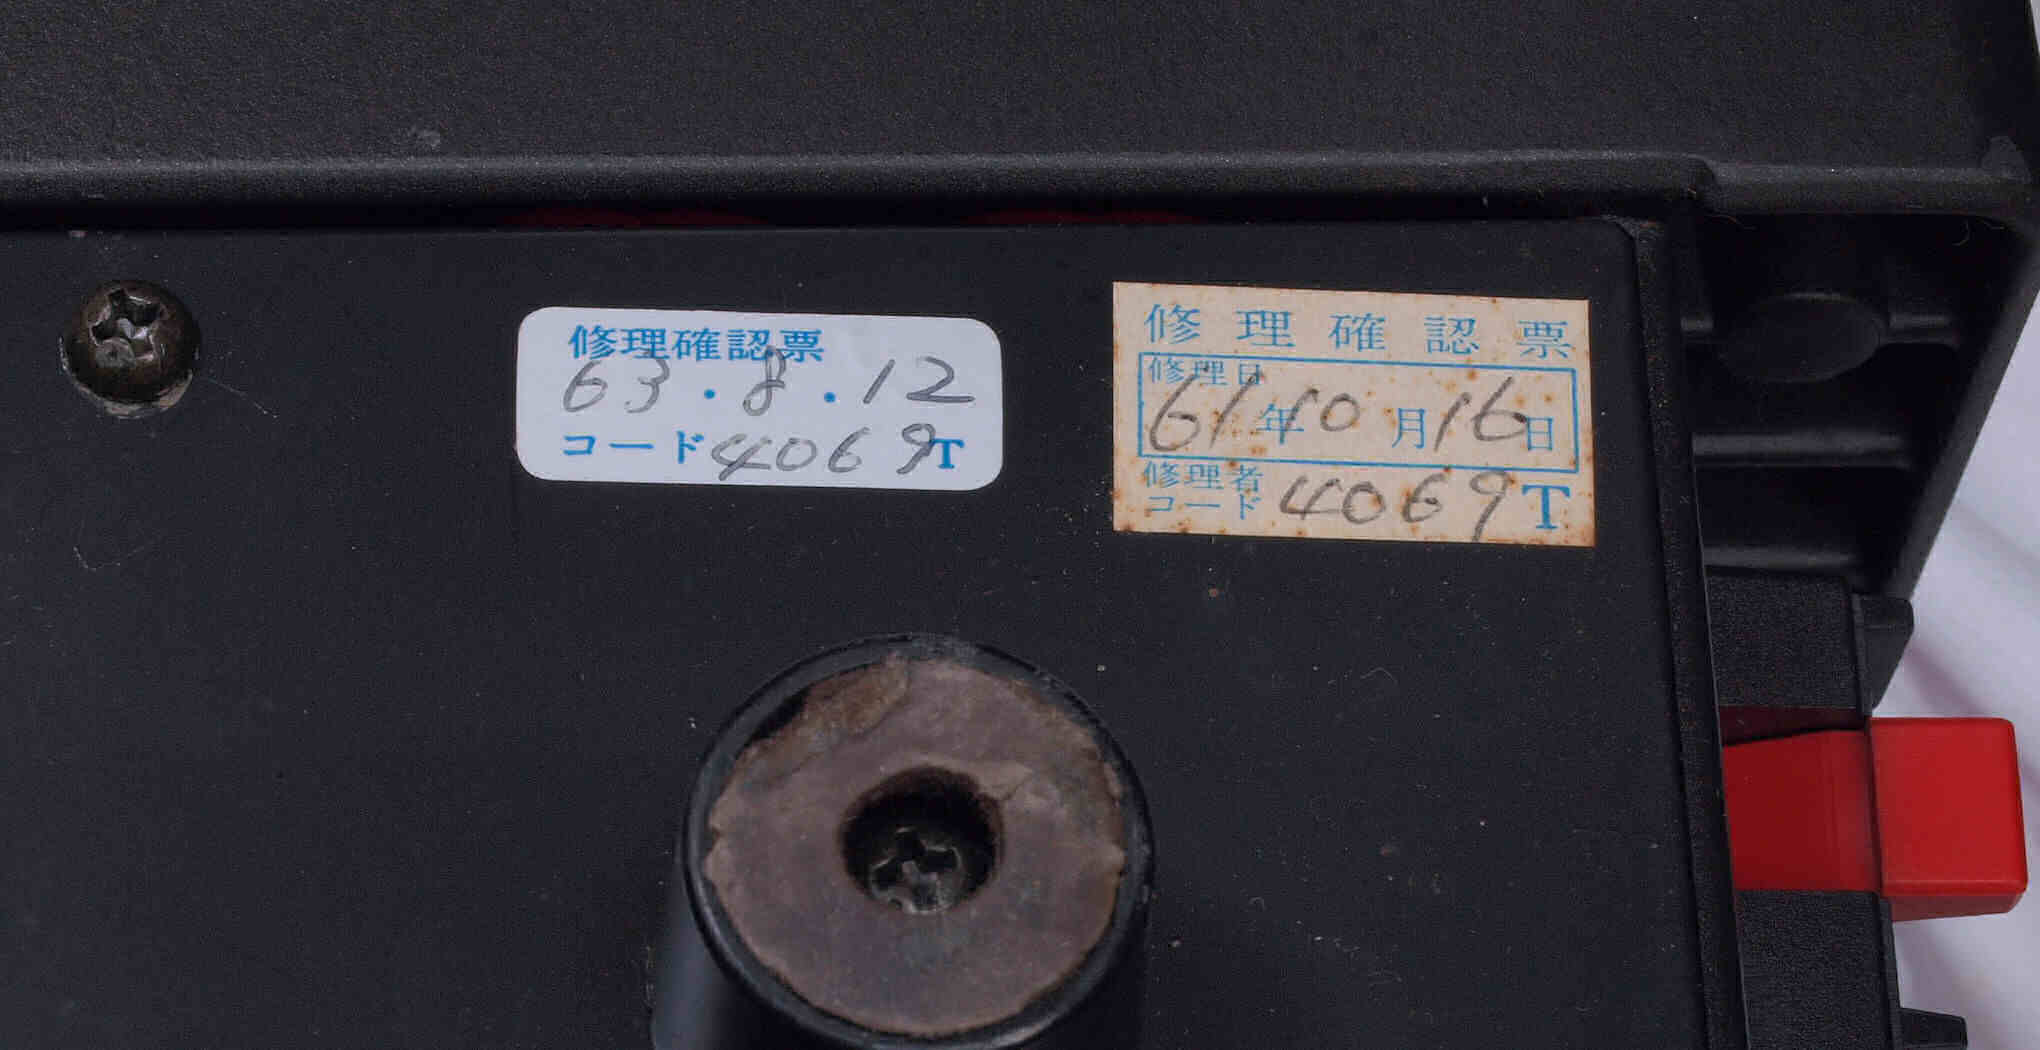 修理確認票
63.8.12
コード4069T
修理確認票
修理日
61年10月16日
修理者
コード4069T